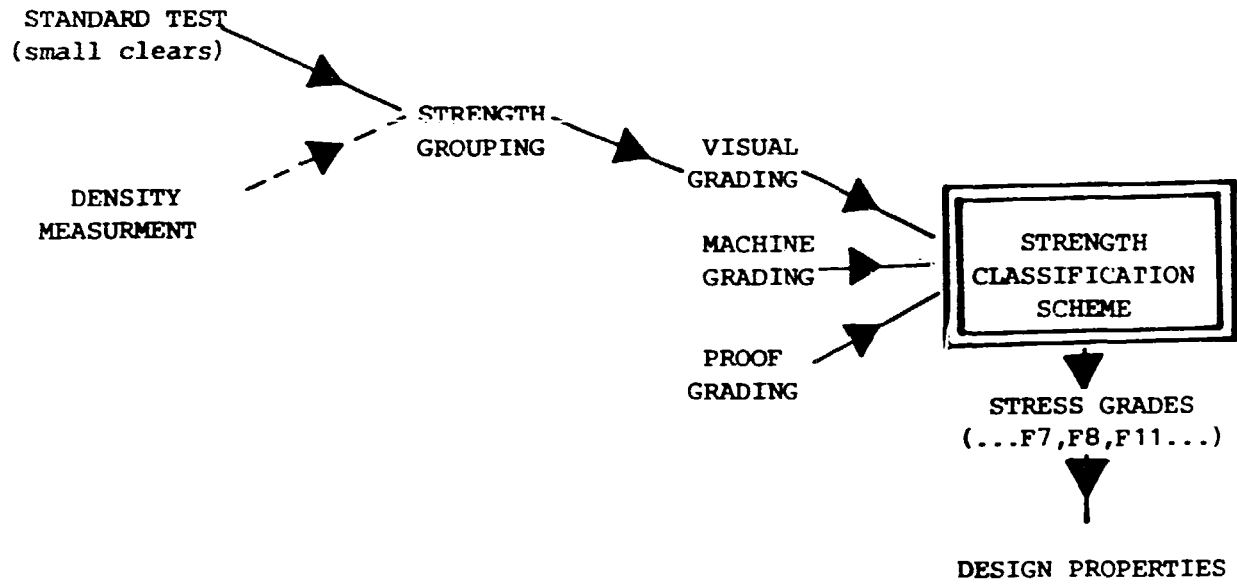 STANDARD TEST
(small clears)
STRENGTH
GROUPING
DENSITY
MEASURMENT
VISUAL
GRADING
MACHINE
GRADING
PROOF
GRADING
STRENGTH
CLASSIFICATION
SCHEME
STRESS GRADES
(...F7,F8,F11...)
DESIGN PROPERTIES